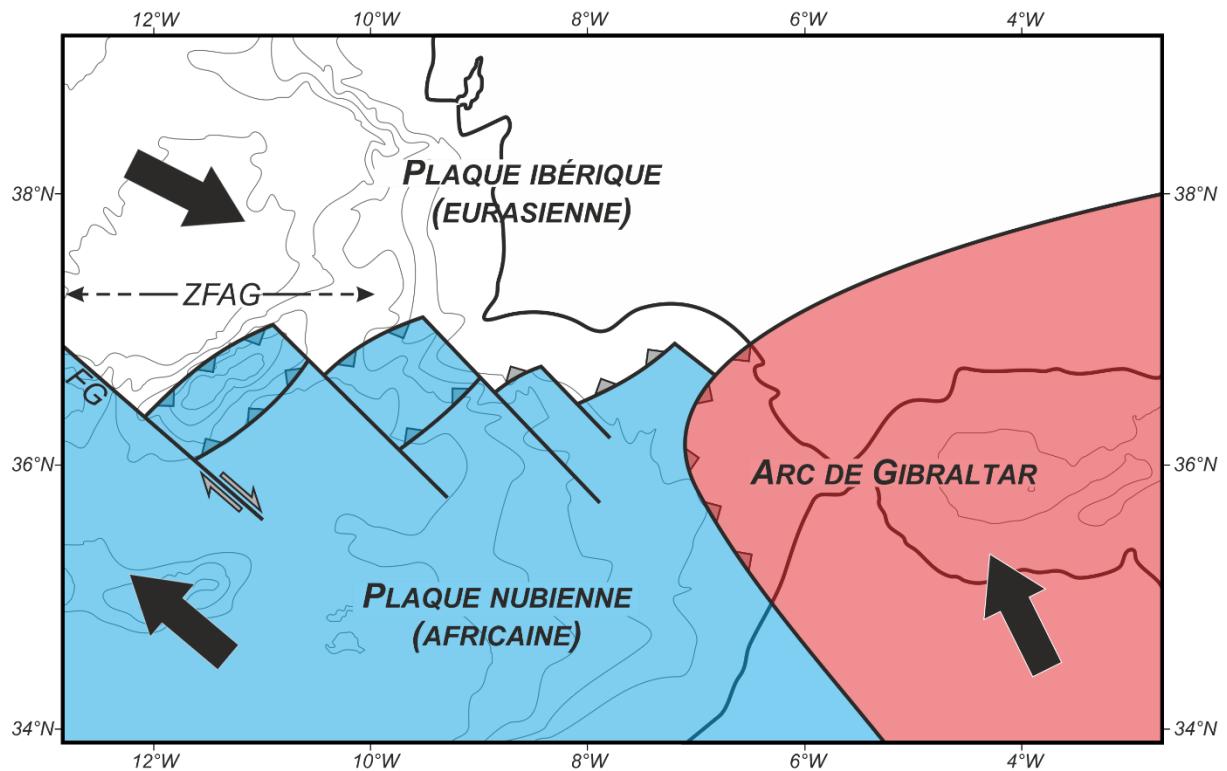 12°W 10°W 8°W 6°W 4°W
PLAQUE IBÉRIQUE
(EURASIENNE)
38°N 38°N
ZFAG
FG
36°N 36°N
ARC DE GIBRALTAR
PLAQUE NUBIENNE
(AFRICAINE)
34°N 34°N
12°W 10°W 8°W 6°W 4°W